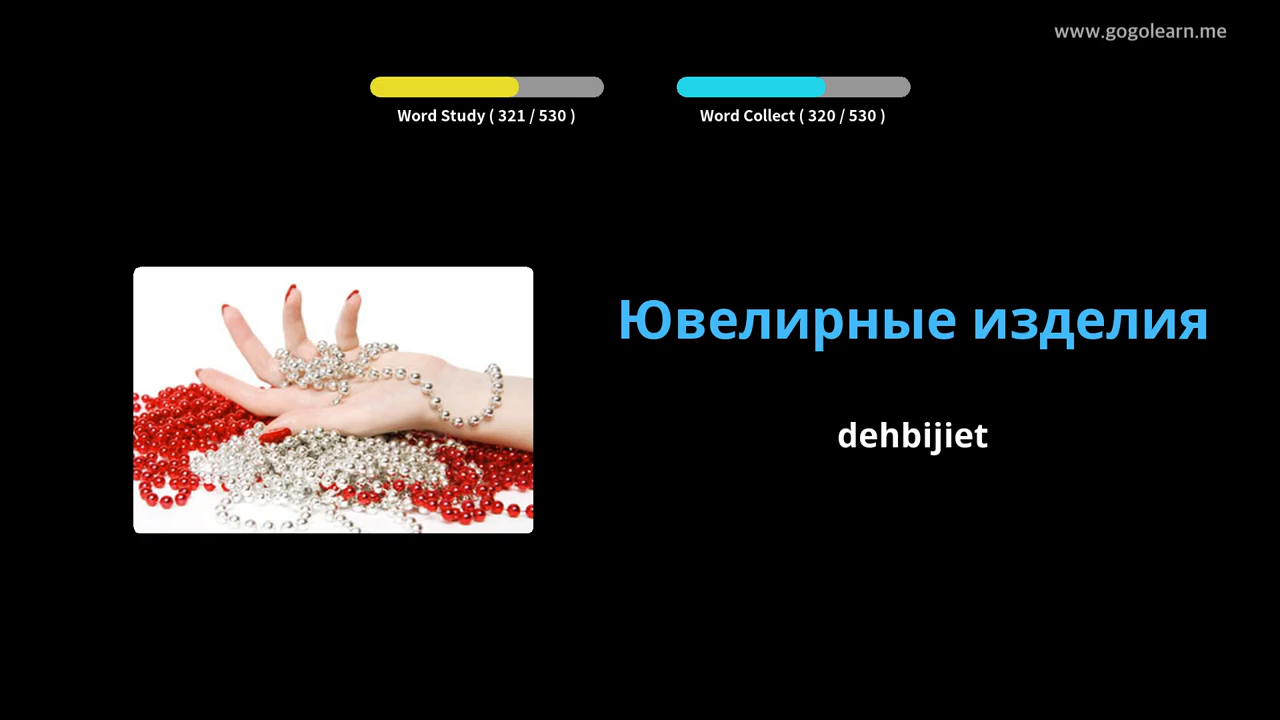 www.gogolearn.me
Word Study ( 321 / 530 )
Word Collect ( 320 / 530 )
Ювелирные изделия
dehbijiet